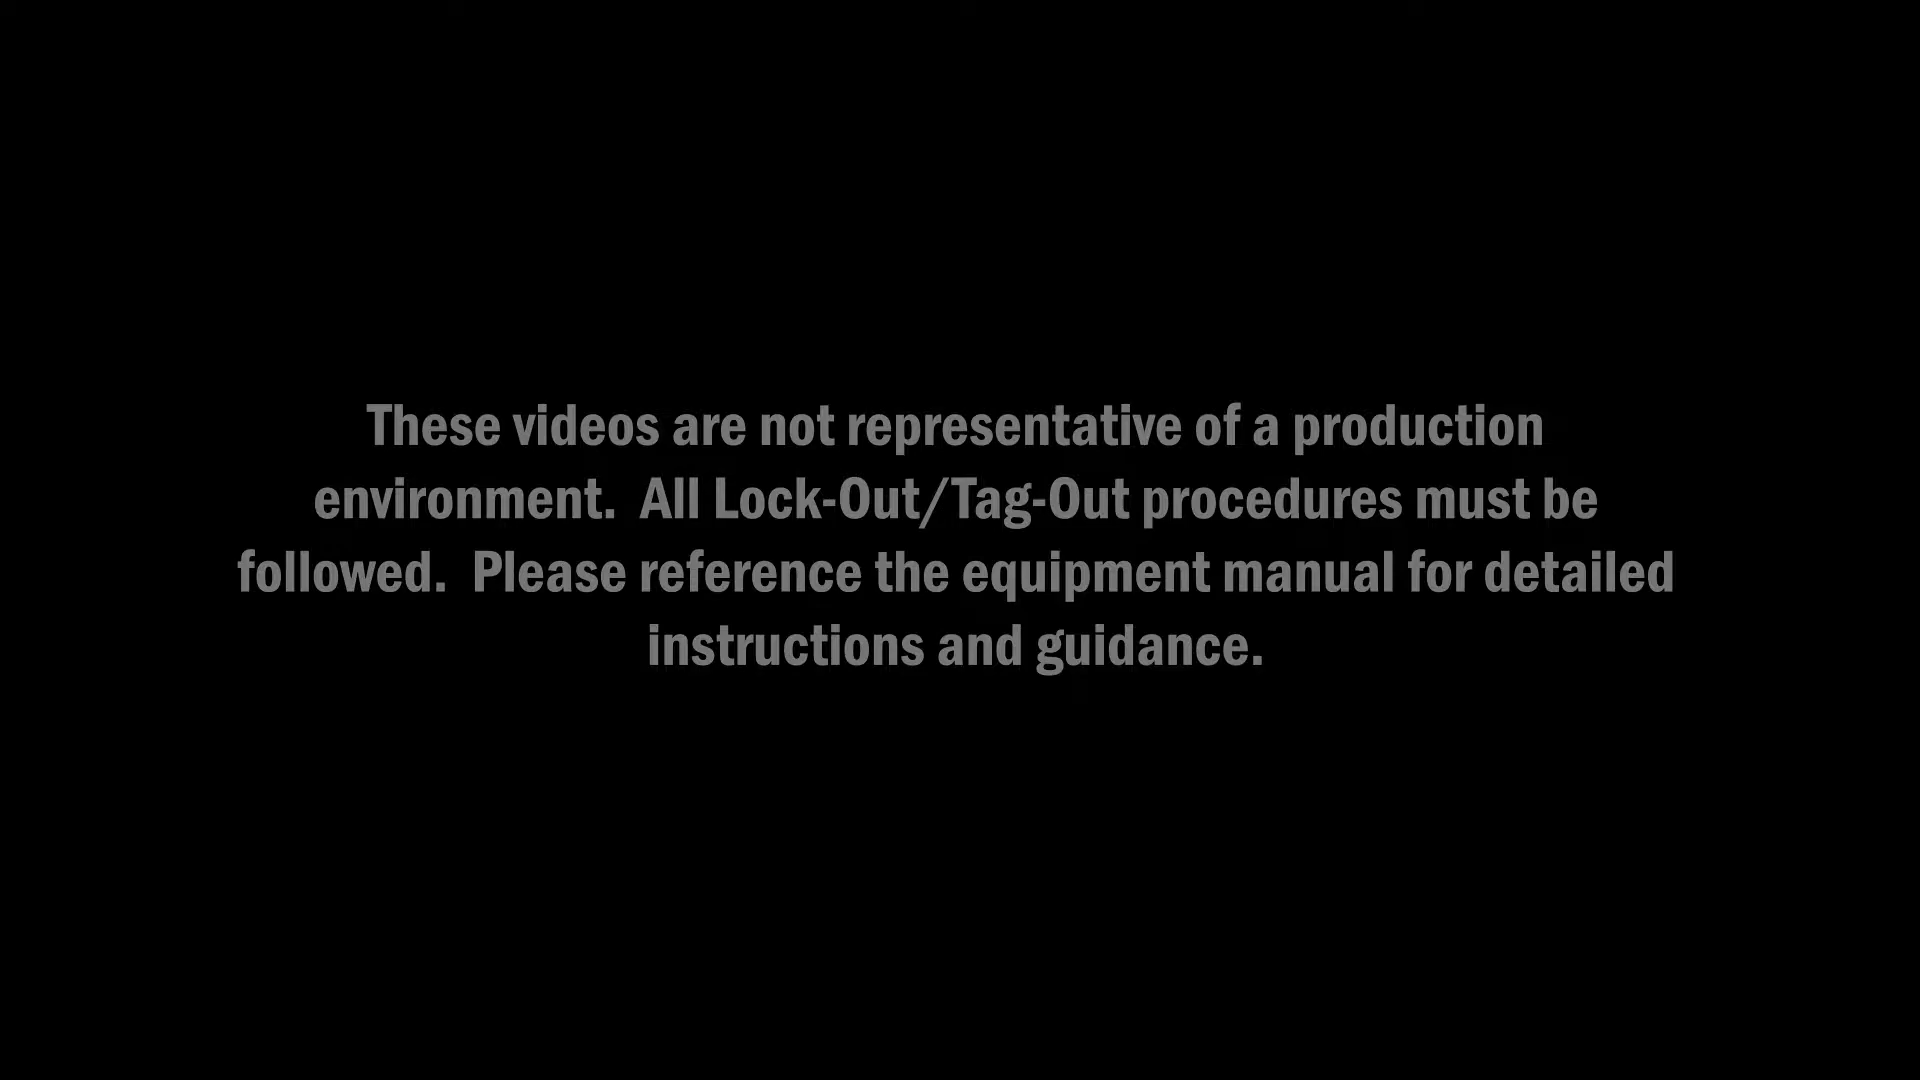 These videos are not representative of a production
environment.  All Lock-Out/Tag-Out procedures must be
followed.  Please reference the equipment manual for detailed
instructions and guidance.